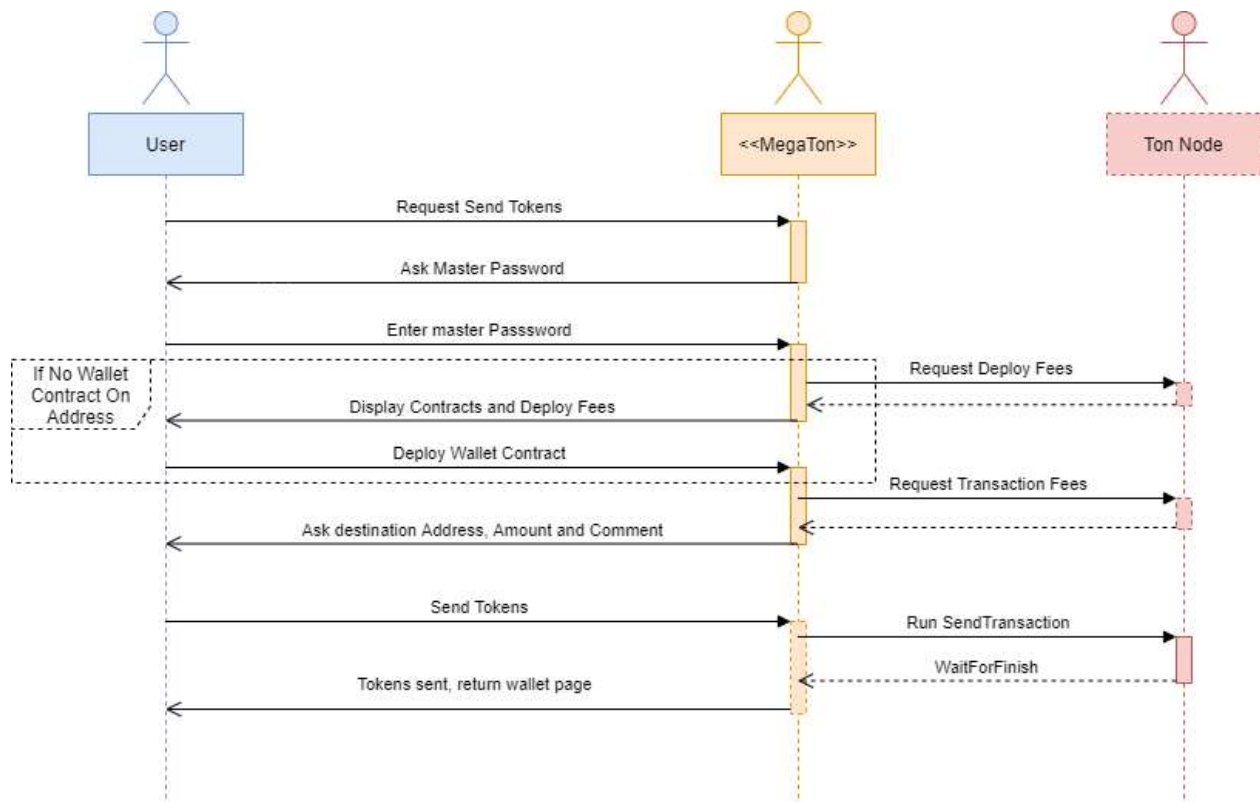 User
<<MegaTon>>
Ton Node
Request Send Tokens
Ask Master Password
Enter master Passsword
If No Wallet
Contract On
Address
Request Deploy Fees
Display Contracts and Deploy Fees
Deploy Wallet Contract
Request Transaction Fees
Ask destination Address, Amount and Comment
Send Tokens
Run SendTransaction
WaitForFinish
Tokens sent, return wallet page